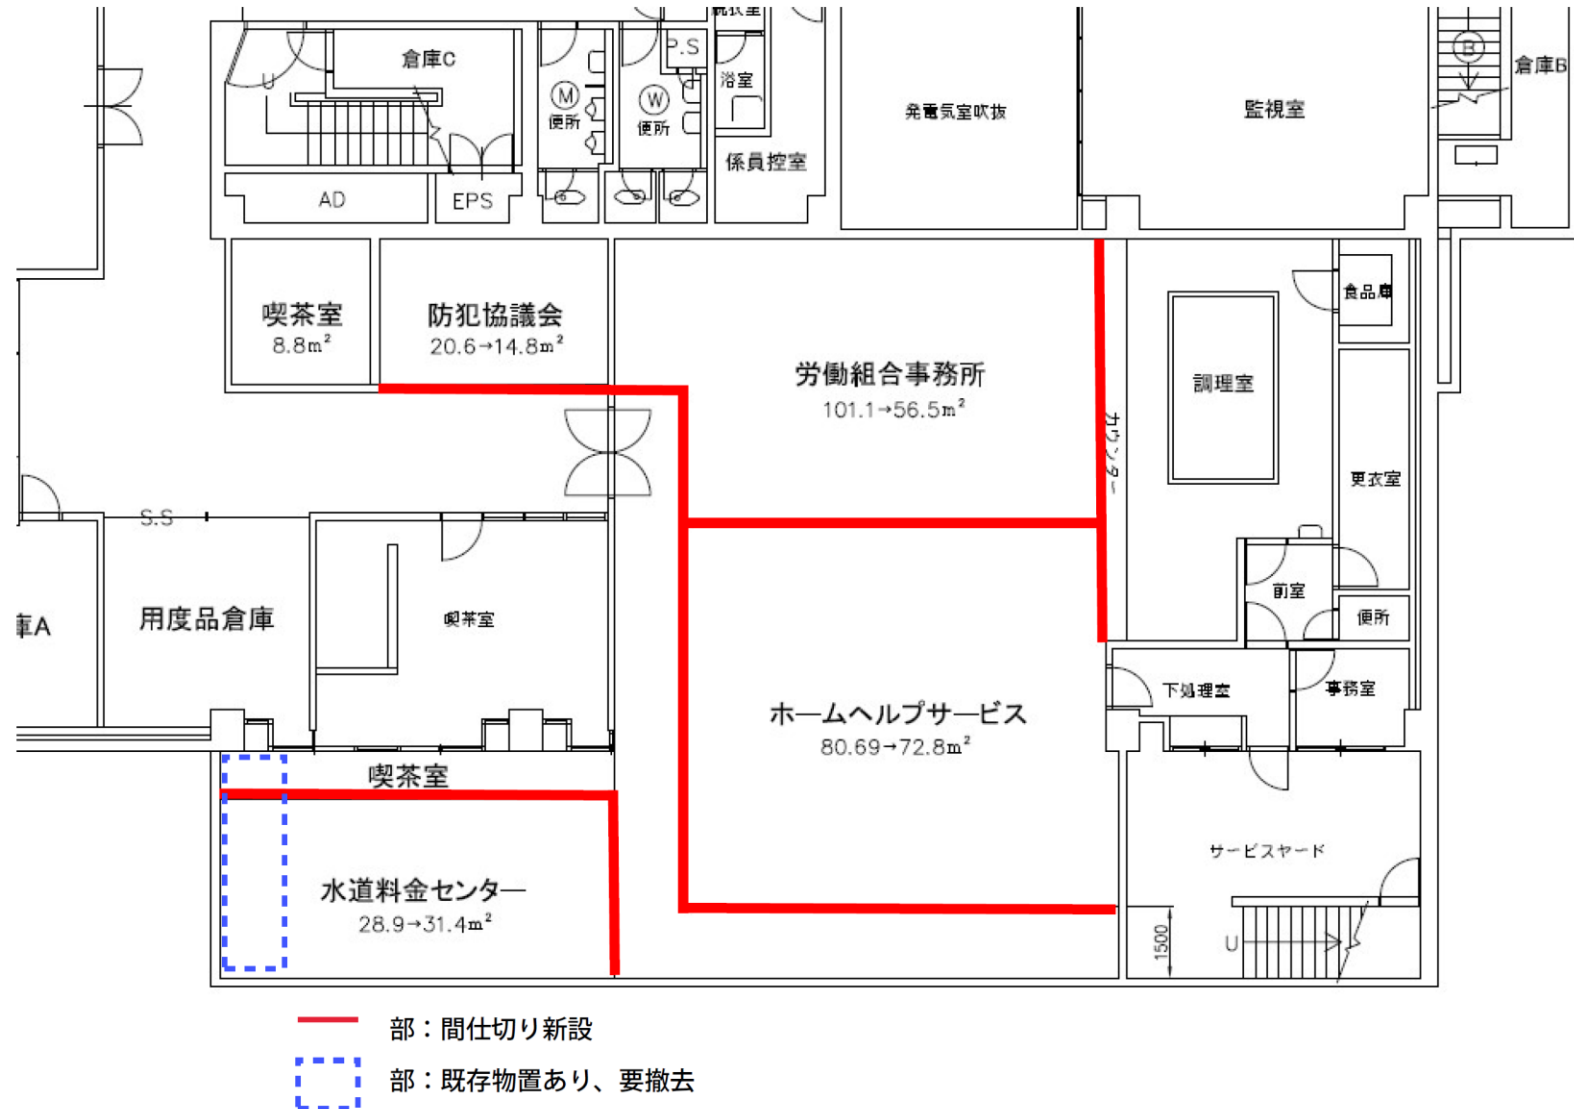 脱衣室
倉庫C
P.S
浴室
U
M
便所
W
便所
係員控室
発電気室吹抜
監視室
B
倉庫B
AD
EPS
喫茶室
8.8m²
防犯協議会
20.6→14.8m²
労働組合事務所
101.1→56.5m²
カウンター
調理室
食品庫
更衣室
S.S
庫A
用度品倉庫
喫茶室
前室
便所
下処理室
事務室
ホームヘルプサービス
80.69→72.8m²
喫茶室
水道料金センター
28.9→31.4m²
サービスヤード
1500
U
部：間仕切り新設
部：既存物置あり、要撤去